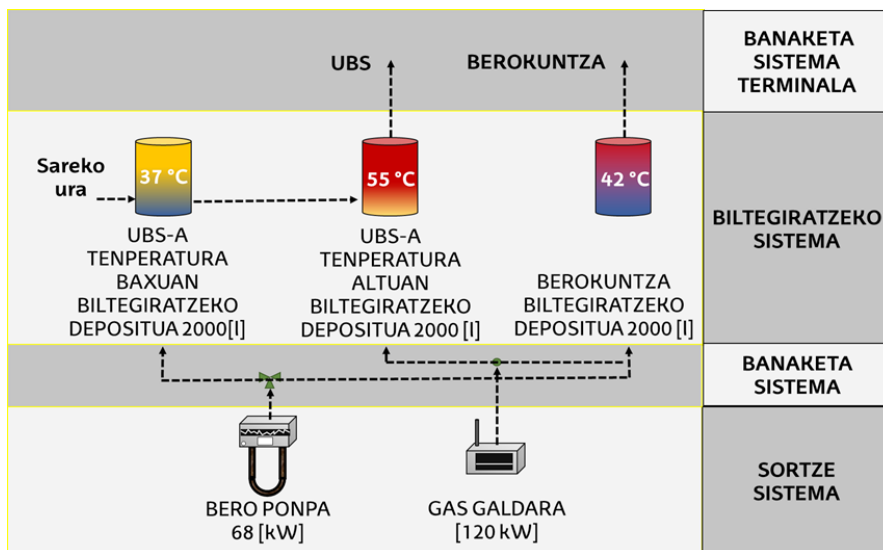 UBS
BEROKUNTZA
BANAKETA
SISTEMA
TERMINALA
Sareko
ura
37 °C
55 °C
42 °C
UBS-A
TENPERATURA
BAXUAN
BILTEGIRATZEKO
DEPOSITUA 2000[l]
UBS-A
TENPERATURA
ALTUAN
BILTEGIRATZEKO
DEPOSITUA 2000 [l]
BEROKUNTZA
BILTEGIRATZEKO
DEPOSITUA 2000 [l]
BILTEGIRATZEKO
SISTEMA
BANAKETA
SISTEMA
BERO PONPA
68 [kW]
GAS GALDARA
[120 kW]
SORTZE
SISTEMA